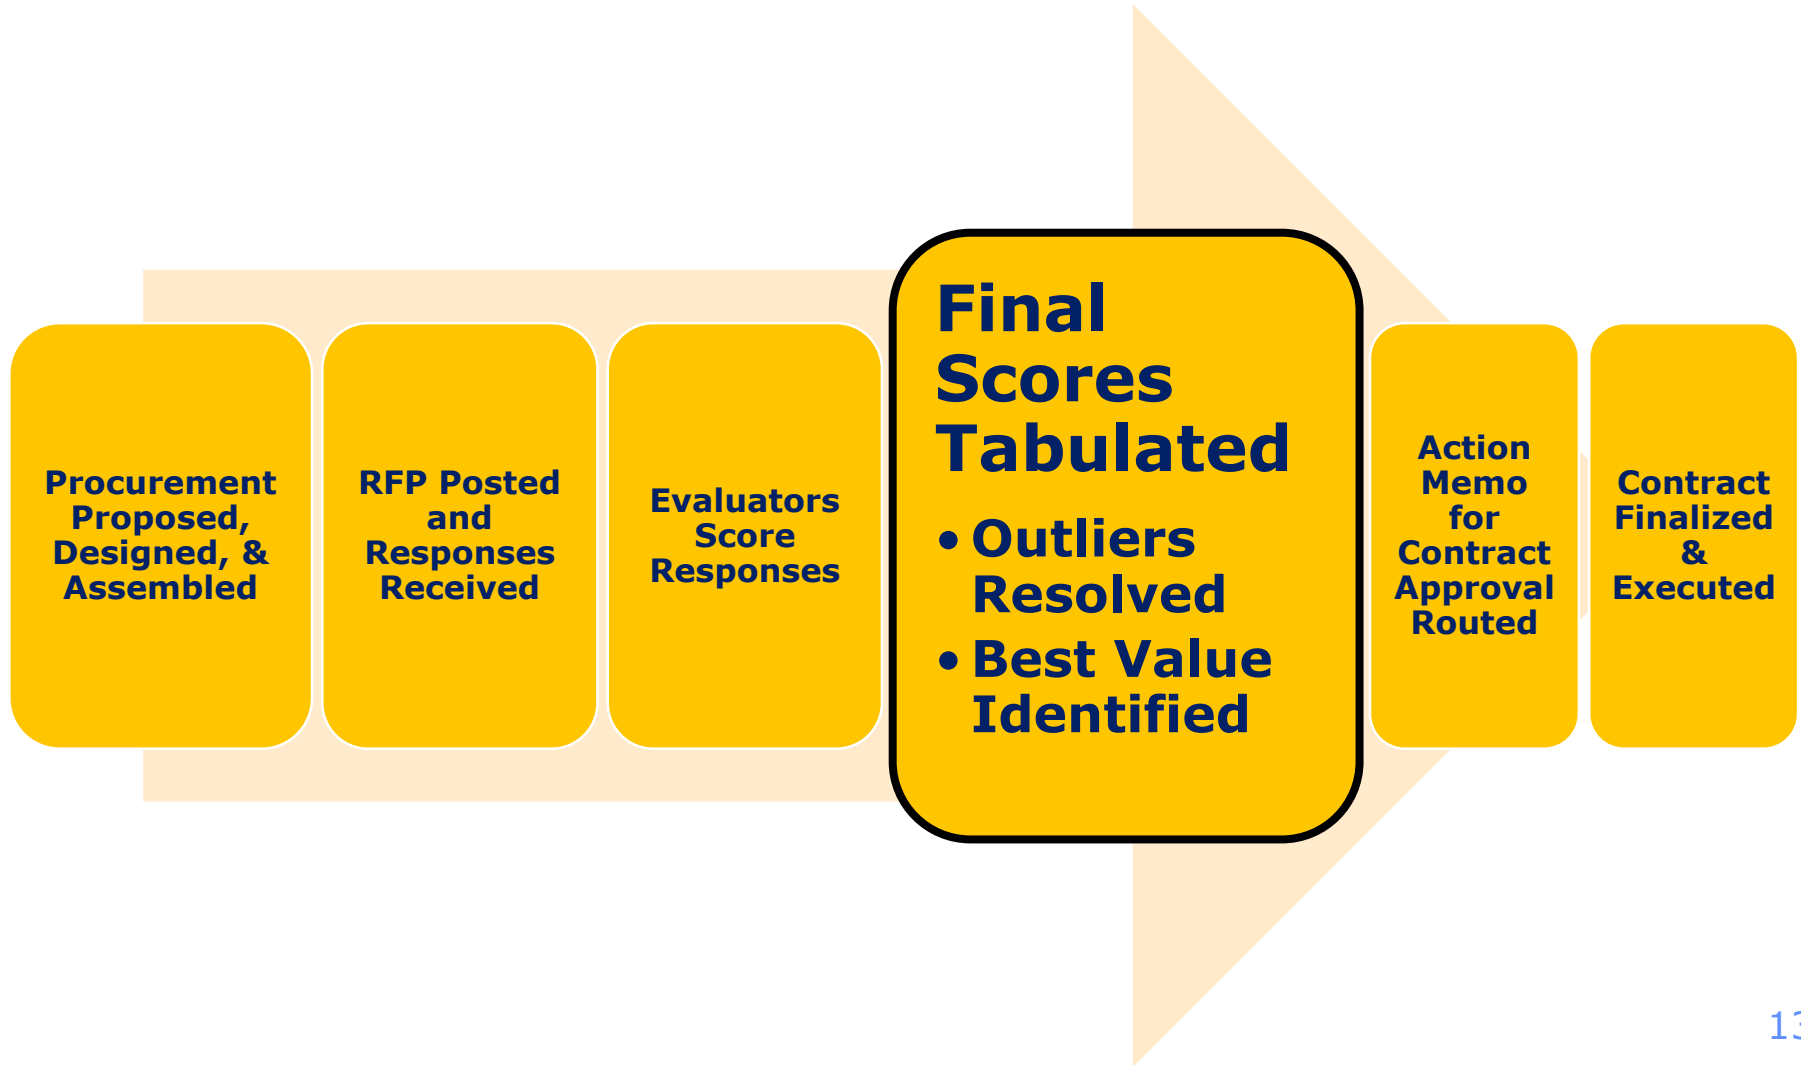 Procurement
Proposed,
Designed, &
Assembled
RFP Posted
and
Responses
Received
Evaluators
Score
Responses
Final
Scores
Tabulated
• Outliers
Resolved
• Best Value
Identified
Action
Memo
for
Contract
Approval
Routed
Contract
Finalized
&
Executed
13